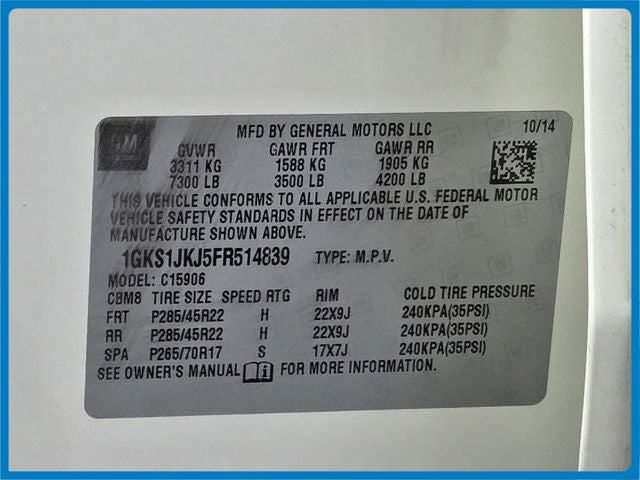 GM
MFD BY GENERAL MOTORS LLC 10/14
GVWR GAWR FRT GAWR RR
3311 KG 1588 KG 1905 KG
7300 LB 3500 LB 4200 LB
THIS VEHICLE CONFORMS TO ALL APPLICABLE U.S. FEDERAL MOTOR
VEHICLE SAFETY STANDARDS IN EFFECT ON THE DATE OF
MANUFACTURE SHOWN ABOVE.
1GKS1JKJ5FR514839 TYPE: M.P.V.
MODEL: C15906
CBM8 TIRE SIZE SPEED RTG RIM COLD TIRE PRESSURE
FRT P285/45R22 H 22X9J 240KPA(35PSI)
RR P285/45R22 H 22X9J 240KPA(35PSI)
SPA P265/70R17 S 17X7J 240KPA(35PSI)
SEE OWNER'S MANUAL FOR MORE INFORMATION.